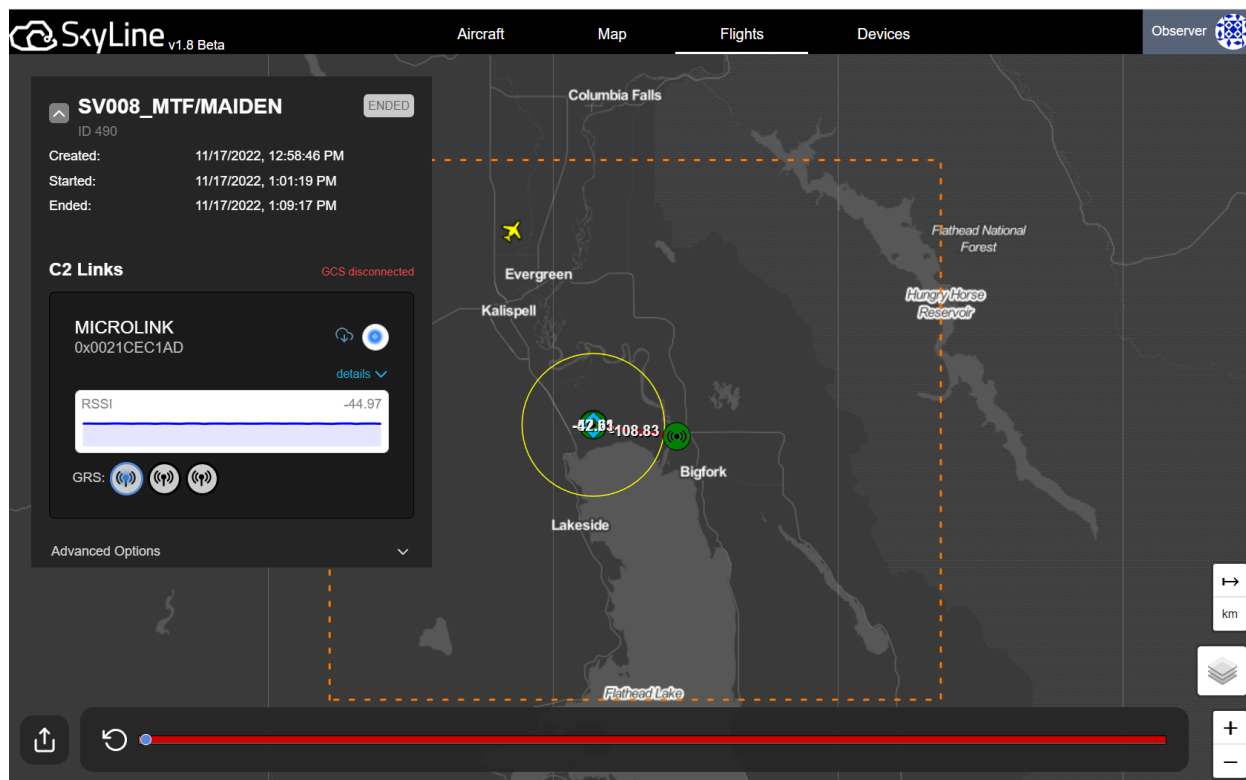 SkyLine v1.8 Beta
Aircraft
Map
Flights
Devices
Observer
SV008_MTF/MAIDEN
ENDED
ID 490
Created: 11/17/2022, 12:58:46 PM
Started: 11/17/2022, 1:01:19 PM
Ended: 11/17/2022, 1:09:17 PM
C2 Links
GCS disconnected
MICROLINK
0x0021CEC1AD
details
RSSI
-44.97
GRS:
Advanced Options
Columbia Falls
Flathead National
Forest
Evergreen
Hungry Horse
Reservoir
Kalispell
-108.83
Bigfork
Lakeside
Flathead Lake
km
+
−